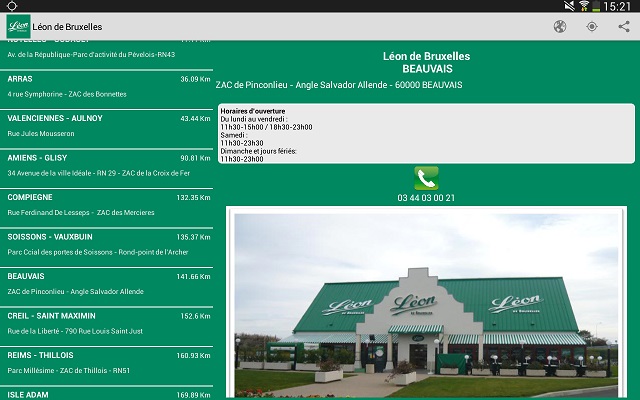 15:21
Léon
Léon de Bruxelles
Av. de la République-Parc d'activité du Pévelois-RN43
ARRAS 36.09 Km
4 rue Symphorine - ZAC des Bonnettes
VALENCIENNES - AULNOY 43.44 Km
Rue Jules Mousseron
AMIENS - GLISY 90.81 Km
34 Avenue de la ville Idéale - RN 29 - ZAC de la Croix de Fer
COMPIEGNE 132.35 Km
Rue Ferdinand De Lesseps - ZAC des Mercieres
SOISSONS - VAUXBUIN 135.37 Km
Parc Ccial des portes de Soissons - Rond-point de l'Archer
BEAUVAIS 141.66 Km
ZAC de Pinconlieu - Angle Salvador Allende
CREIL - SAINT MAXIMIN 152.6 Km
Rue de la Liberté - 790 Rue Louis Saint Just
REIMS - THILLOIS 160.93 Km
Parc Millésime - ZAC de Thillois - RN51
ISLE ADAM 169.89 Km
Léon de Bruxelles
BEAUVAIS
ZAC de Pinconlieu - Angle Salvador Allende - 60000 BEAUVAIS
Horaires d'ouverture
Du lundi au vendredi :
11h30-15h00 / 18h30-23h00
Samedi :
11h30-23h30
Dimanche et jours fériés:
11h30-23h00
03 44 03 00 21
Léon
DE BRUXELLES
Léon
DE BRUXELLES
Léon
DE BRUXELLES